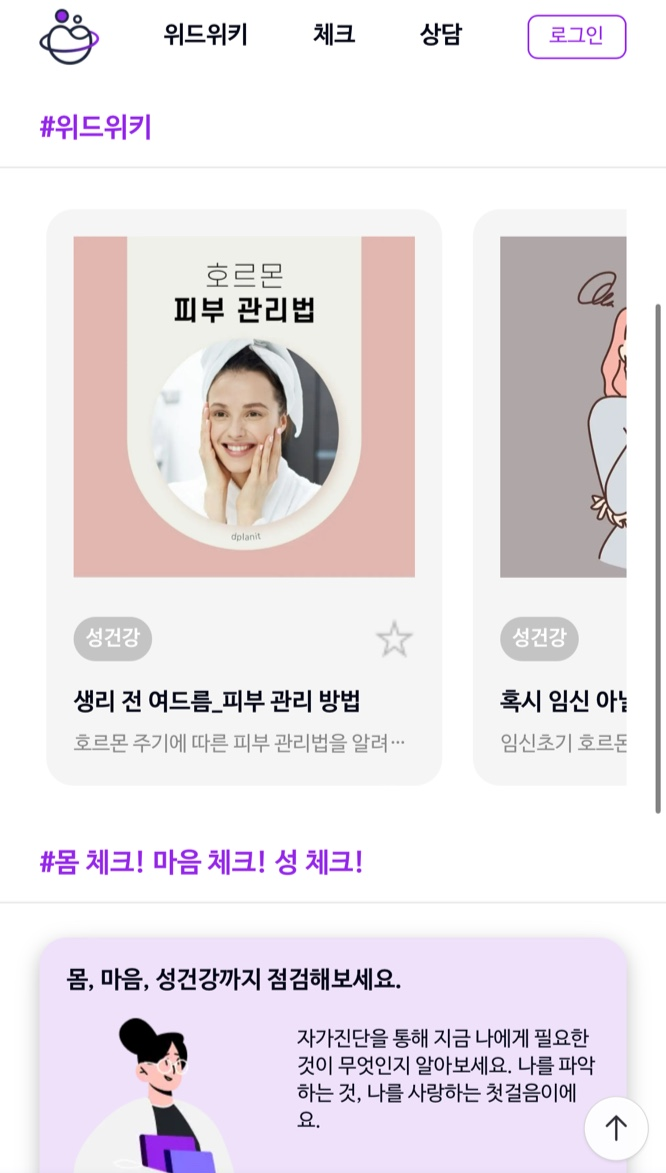 위드위키 체크 상담 로그인
#위드위키
호르몬
피부 관리법
dplanit
성건강
생리 전 여드름_피부 관리 방법
호르몬 주기에 따른 피부 관리법을 알려…
성건강
혹시 임신 아닐
임신초기 호르몬
#몸 체크! 마음 체크! 성 체크!
몸, 마음, 성건강까지 점검해보세요.
자가진단을 통해 지금 나에게 필요한
것이 무엇인지 알아보세요. 나를 파악
하는 것, 나를 사랑하는 첫걸음이에
요.